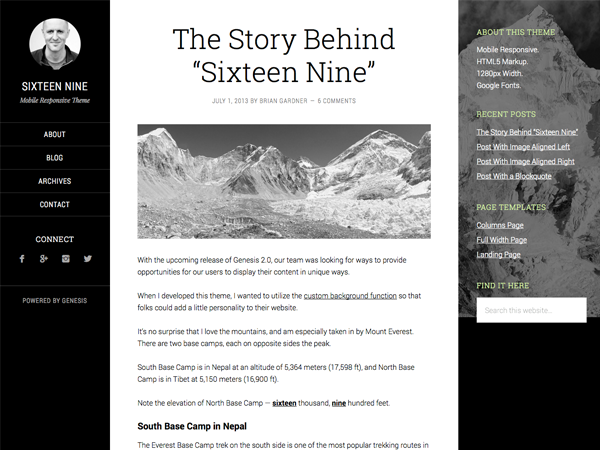 SIXTEEN NINE
Mobile Responsive Theme
ABOUT
BLOG
ARCHIVES
CONTACT
CONNECT
POWERED BY GENESIS
The Story Behind
“Sixteen Nine”
JULY 1, 2013 BY BRIAN GARDNER — 6 COMMENTS
With the upcoming release of Genesis 2.0, our team was looking for ways to provide
opportunities for our users to display their content in unique ways.
When I developed this theme, I wanted to utilize the custom background function so that
folks could add a little personality to their website.
It's no surprise that I love the mountains, and am especially taken in by Mount Everest.
There are two base camps, each on opposites sides the peak.
South Base Camp is in Nepal at an altitude of 5,364 meters (17,598 ft), and North Base
Camp is in Tibet at 5,150 meters (16,900 ft).
Note the elevation of North Base Camp — sixteen thousand, nine hundred feet.
South Base Camp in Nepal
The Everest Base Camp trek on the south side is one of the most popular trekking routes in
ABOUT THIS THEME
Mobile Responsive.
HTML5 Markup.
1280px Width.
Google Fonts.
RECENT POSTS
The Story Behind "Sixteen Nine"
Post With Image Aligned Left
Post With Image Aligned Right
Post With a Blockquote
PAGE TEMPLATES
Columns Page
Full Width Page
Landing Page
FIND IT HERE
Search this website…